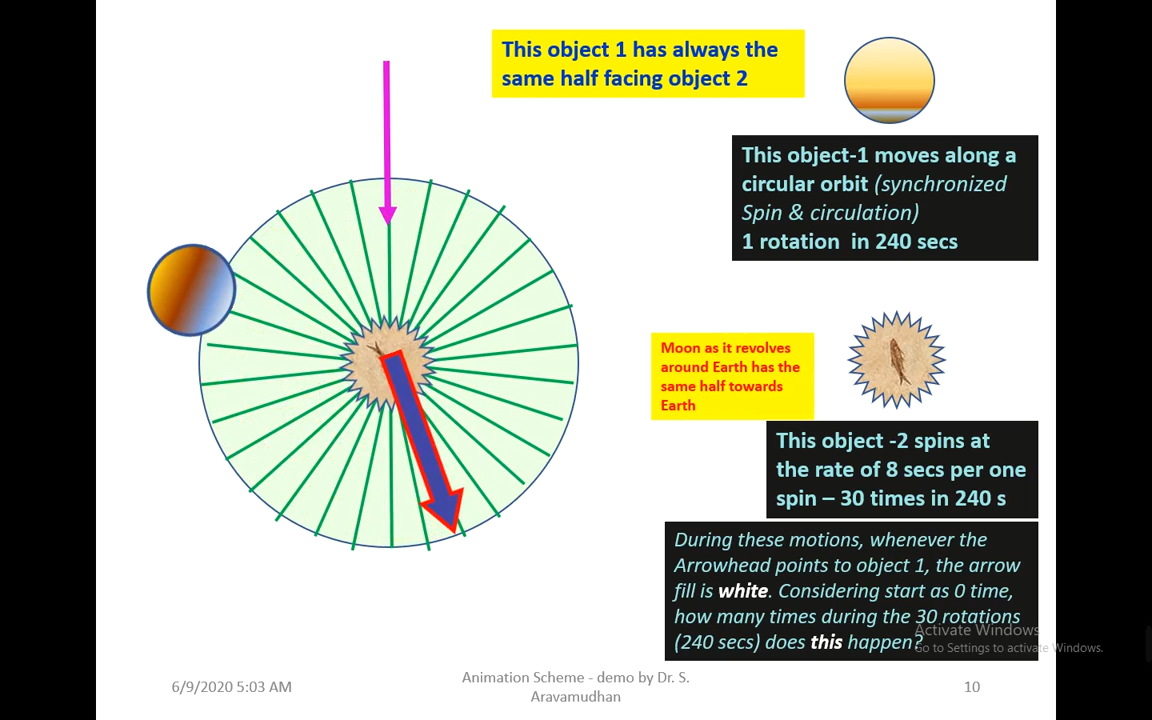 This object 1 has always the
same half facing object 2
This object-1 moves along a
circular orbit (synchronized
Spin & circulation)
1 rotation  in 240 secs
Moon as it revolves
around Earth has the
same half towards
Earth
This object -2 spins at
the rate of 8 secs per one
spin – 30 times in 240 s
During these motions, whenever the
Arrowhead points to object 1, the arrow
fill is white. Considering start as 0 time,
how many times during the 30 rotations
(240 secs) does this happen?
Activate Windows
Go to Settings to activate Windows.
6/9/2020 5:03 AM
Animation Scheme - demo by Dr. S.
Aravamudhan
10